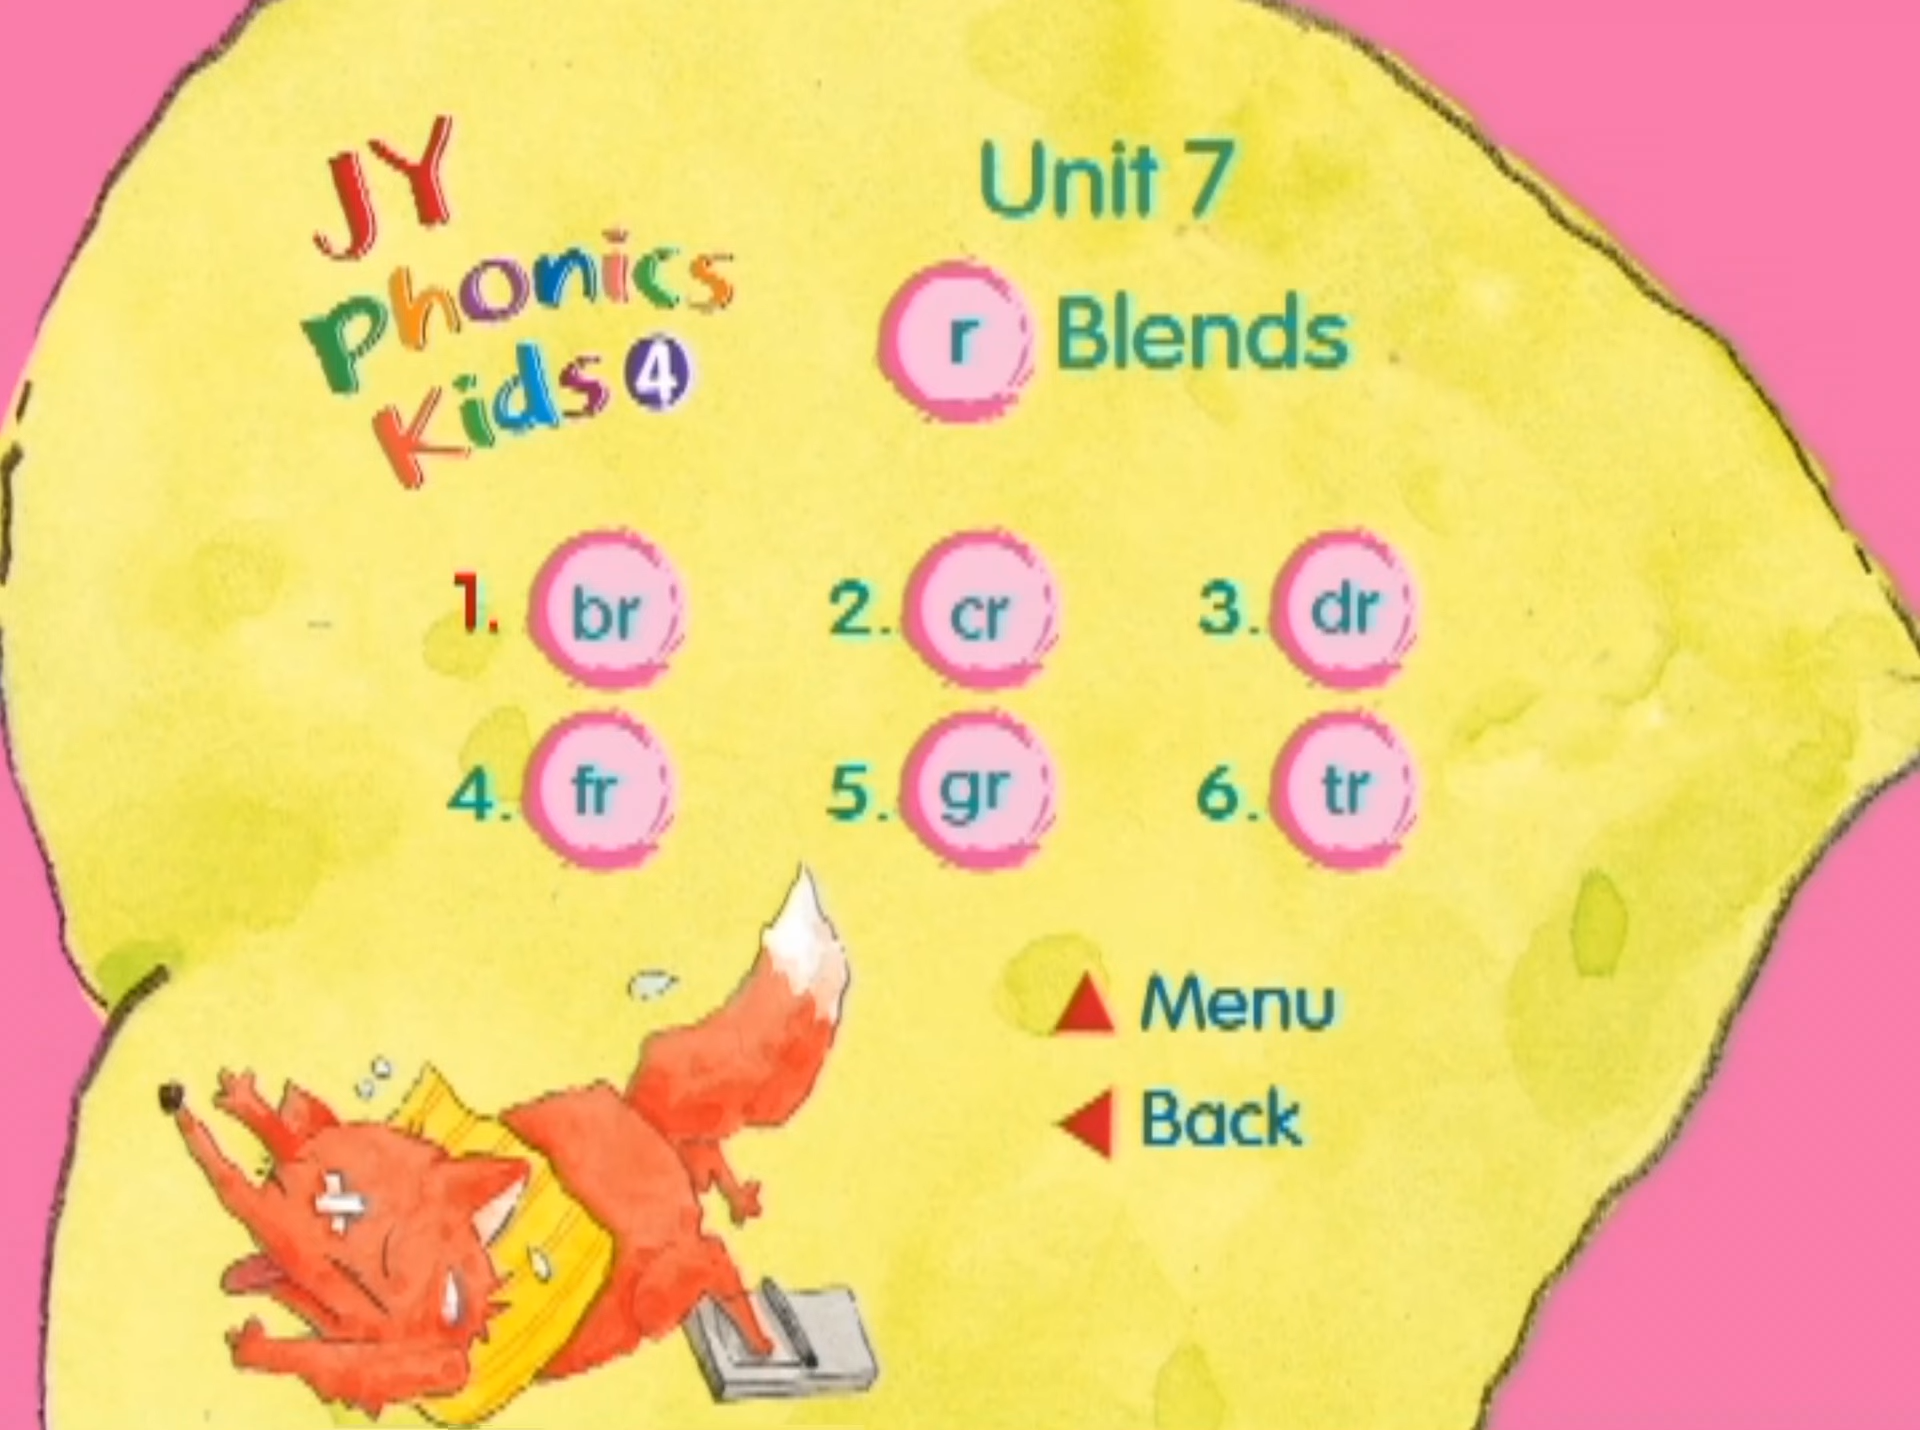 JY
Phonics
Kids 4
Unit 7
r Blends
1. br
2. cr
3. dr
4. fr
5. gr
6. tr
Menu
Back